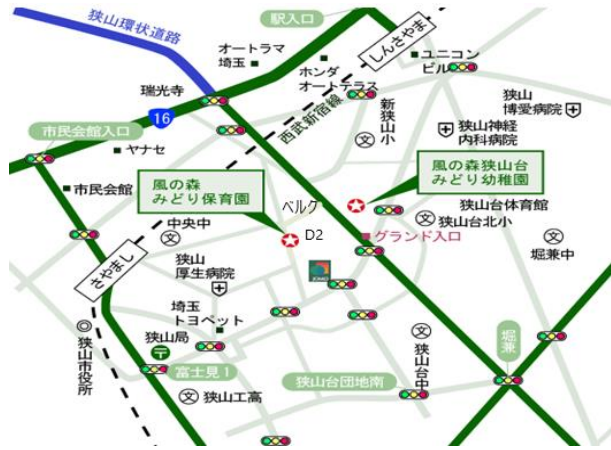 狭山環状道路
駅入口
しんさやま
オートラマ
埼玉
ホンダ
オートテラス
ユニコン
ビル
瑞光寺
16
西武新宿線
新狭山小
狭山
博愛病院
狭山神経
内科病院
市民会館入口
ヤナセ
市民会館
風の森
みどり保育園
ベルク
D2
風の森狭山台
みどり幼稚園
中央中
文
さやまし
狭山
厚生病院
グランド入口
狭山台体育館
狭山台北小
堀兼中
埼玉
トヨペット
狭山局
狭山市役所
富士見1
狭山工高
狭山台団地南
狭山台中
堀兼